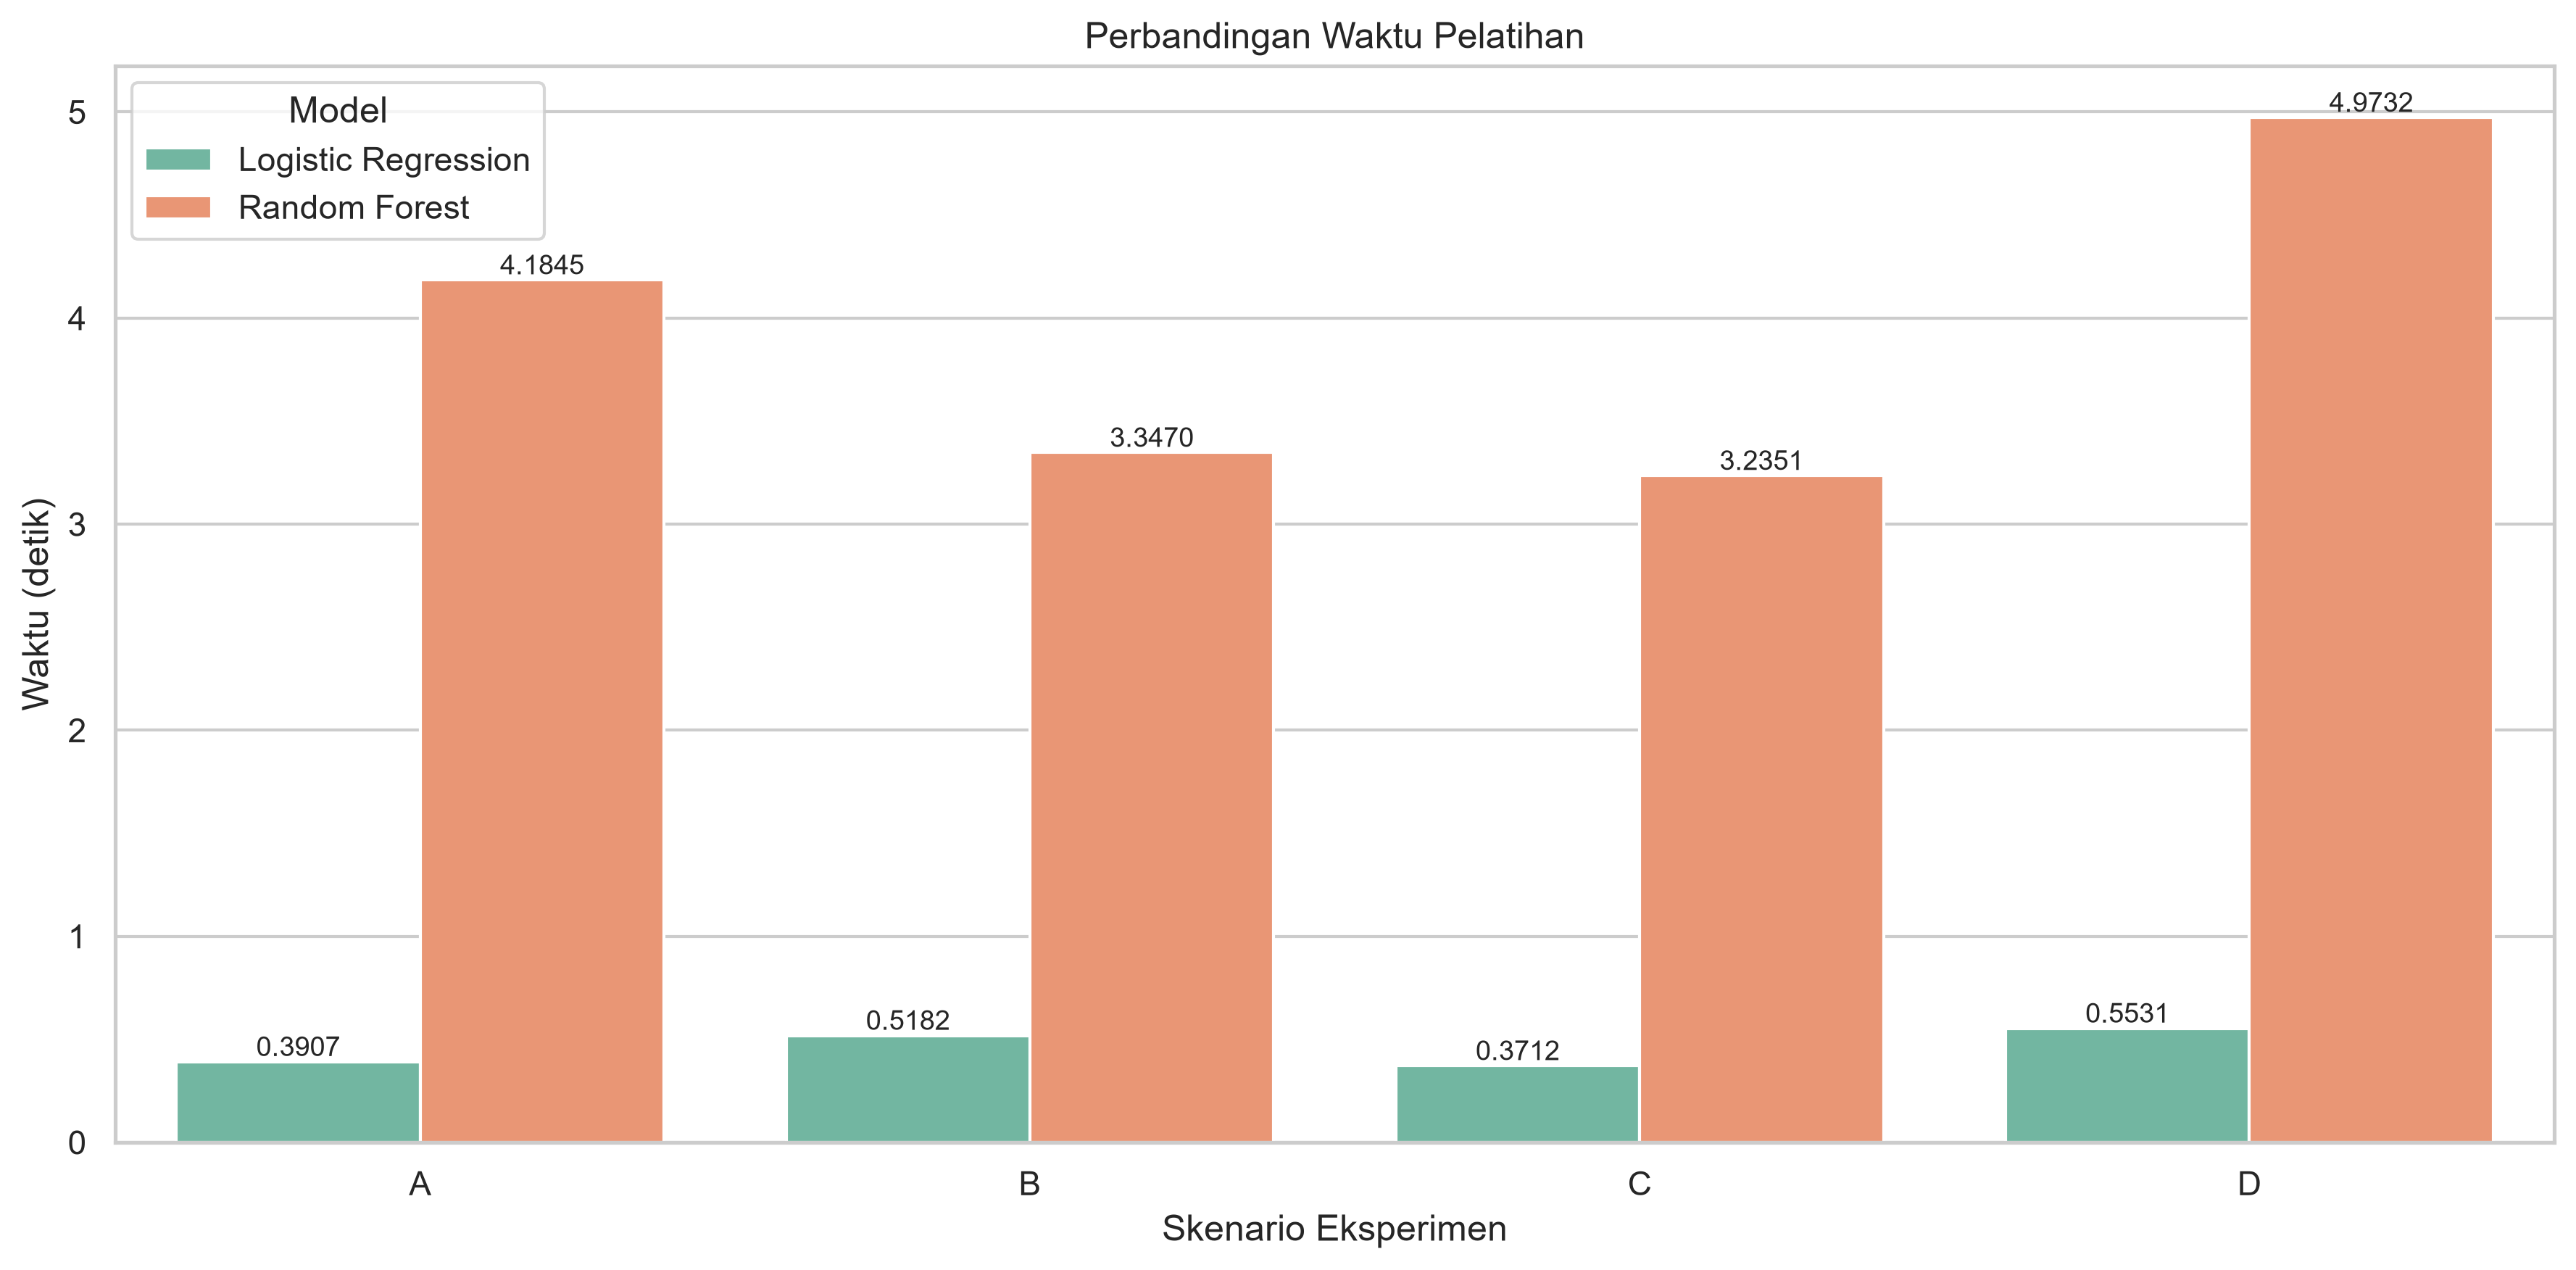 Perbandingan Waktu Pelatihan
Model
Logistic Regression
Random Forest
Waktu (detik)
5
4
3
2
1
0
0.3907
4.1845
0.5182
3.3470
0.3712
3.2351
0.5531
4.9732
A
B
C
D
Skenario Eksperimen